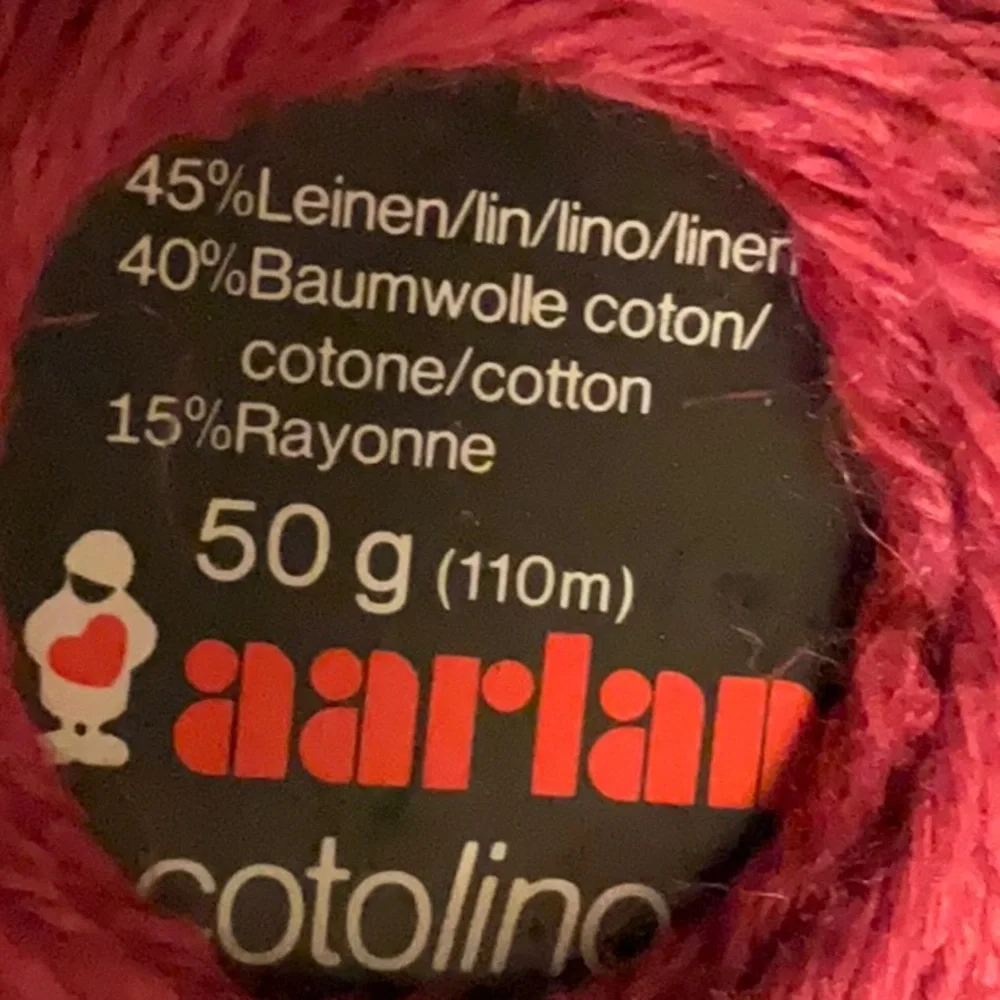 45%Leinen/lin/lino/linen
40%Baumwolle coton/
cotone/cotton
15%Rayonne
50 g (110m)
aarlan
cotolino